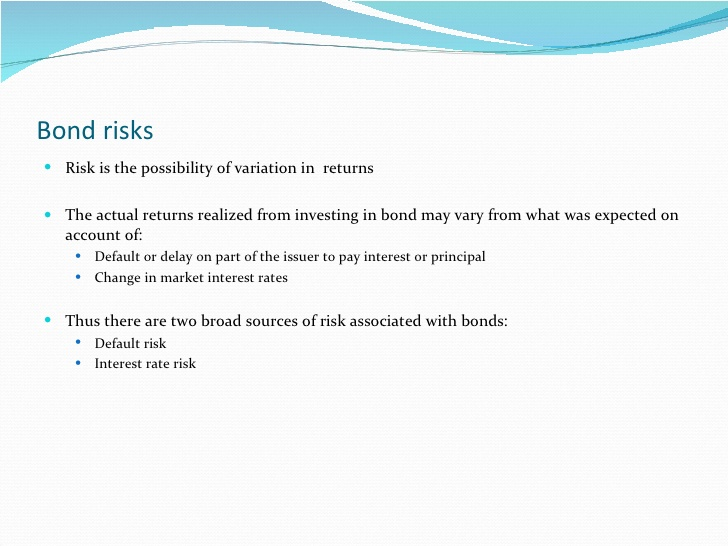 Bond risks
• Risk is the possibility of variation in  returns
• The actual returns realized from investing in bond may vary from what was expected on
account of:
• Default or delay on part of the issuer to pay interest or principal
• Change in market interest rates
• Thus there are two broad sources of risk associated with bonds:
• Default risk
• Interest rate risk